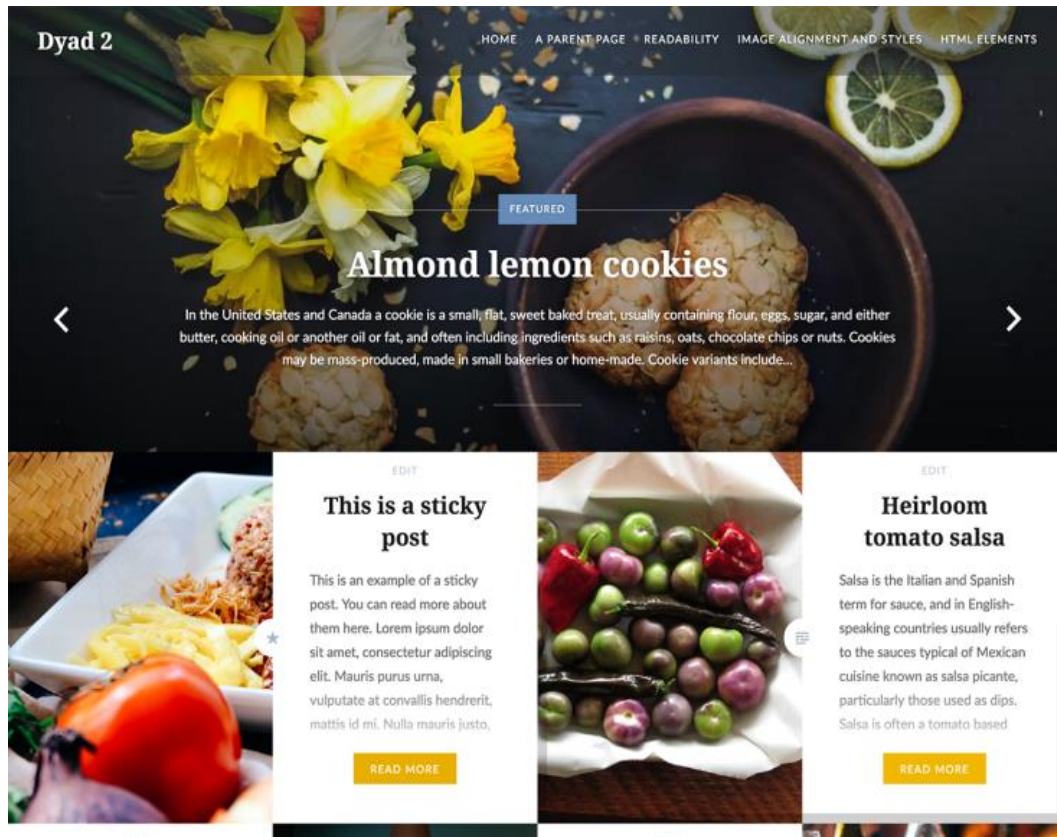 Dyad 2
HOME A PARENT PAGE READABILITY IMAGE ALIGNMENT AND STYLES HTML ELEMENTS
FEATURED
Almond lemon cookies
In the United States and Canada a cookie is a small, flat, sweet baked treat, usually containing flour, eggs, sugar, and either
butter, cooking oil or another oil or fat, and often including ingredients such as raisins, oats, chocolate chips or nuts. Cookies
may be mass-produced, made in small bakeries or home-made. Cookie variants include...
EDIT
This is a sticky
post
This is an example of a sticky
post. You can read more about
them here. Lorem ipsum dolor
sit amet, consectetur adipiscing
elit. Mauris purus urna,
vulputate at convallis hendrerit,
mattis id mi. Nulla mauris justo,
READ MORE
EDIT
Heirloom
tomato salsa
Salsa is the Italian and Spanish
term for sauce, and in English-
speaking countries usually refers
to the sauces typical of Mexican
cuisine known as salsa picante,
particularly those used as dips.
Salsa is often a tomato based
READ MORE